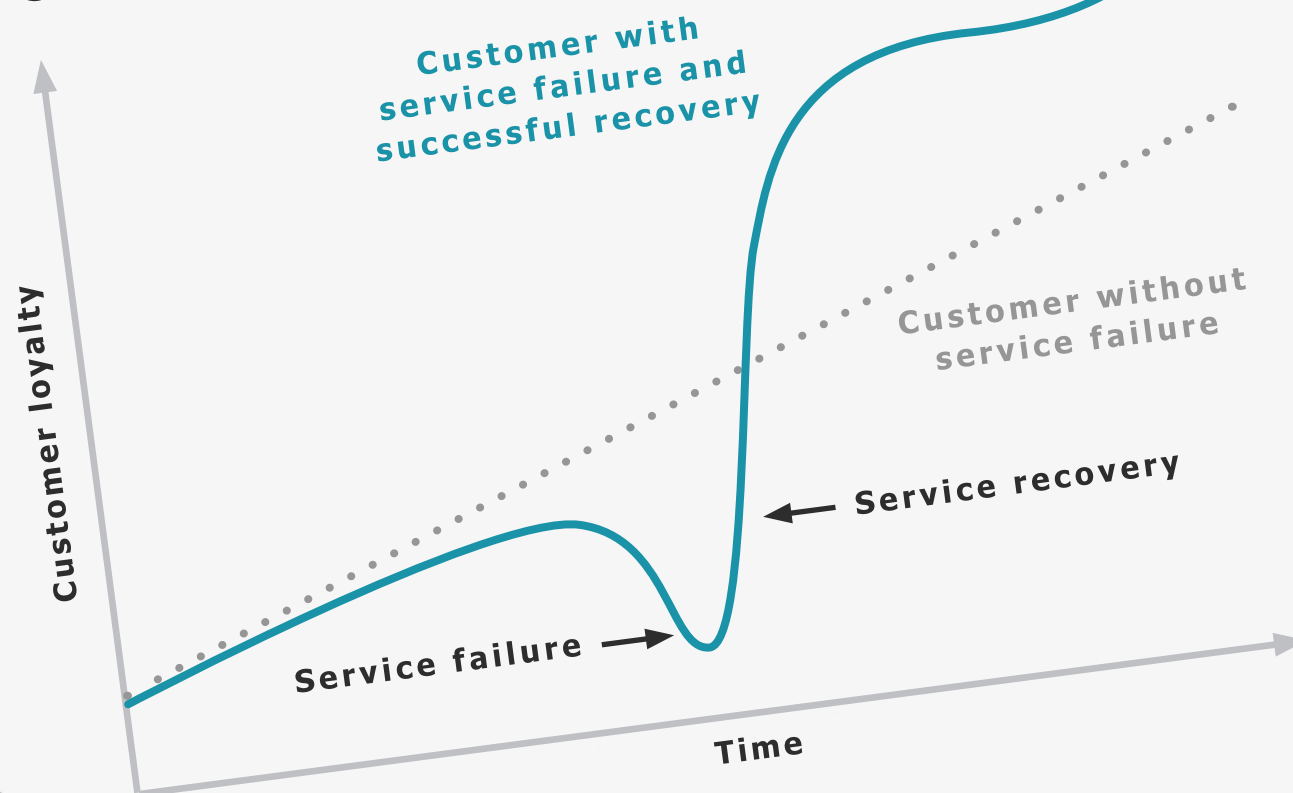 Customer with
service failure and
successful recovery
Customer loyalty
Customer without
service failure
Service recovery
Service failure
Time